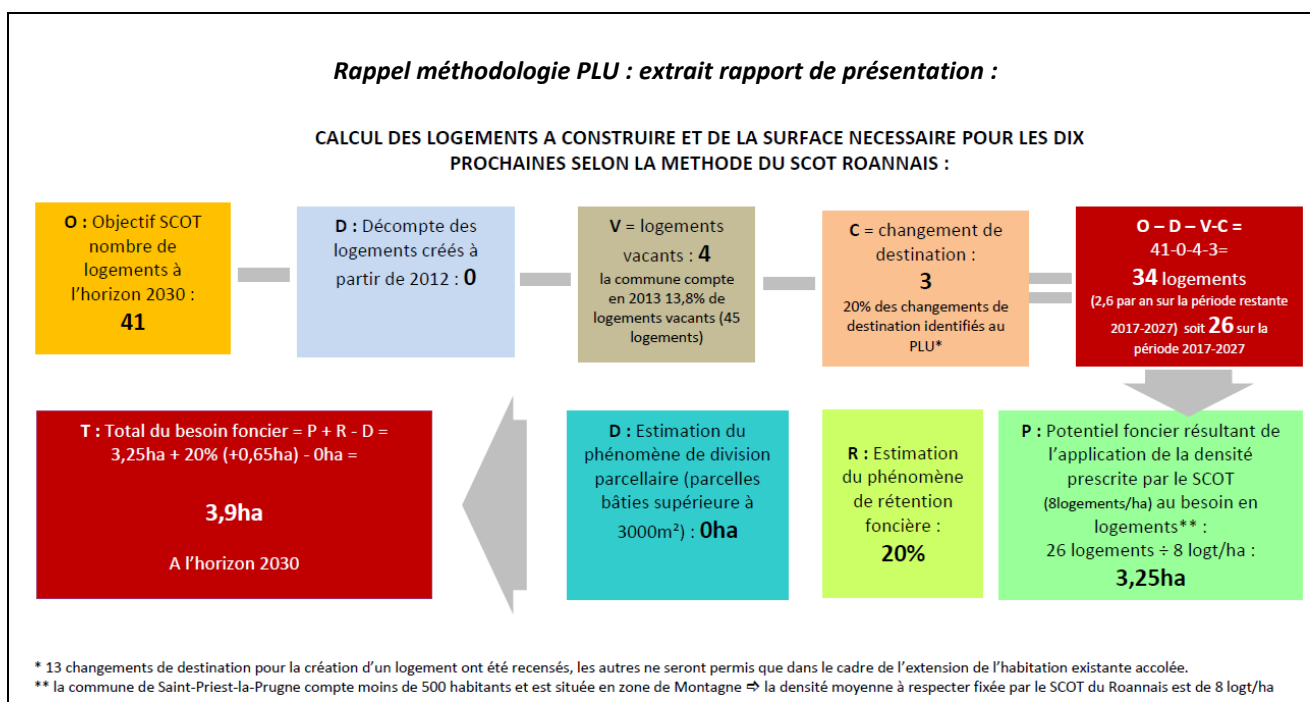 Rappel méthodologie PLU : extrait rapport de présentation :
CALCUL DES LOGEMENTS A CONSTRUIRE ET DE LA SURFACE NECESSAIRE POUR LES DIX
PROCHAINES SELON LA METHODE DU SCOT ROANNAIS :
O : Objectif SCOT
nombre de
logements à
l'horizon 2030 :
41
D : Décompte des
logements créés à
partir de 2012 : 0
V = logements
vacants : 4
la commune compte
en 2013 13,8% de
logements vacants (45
logements)
C = changement de
destination :
3
20% des changements de
destination identifiés au
PLU*
O – D – V-C =
41-0-4-3=
34 logements
(2,6 par an sur la période restante
2017-2027) soit 26 sur la
période 2017-2027
T : Total du besoin foncier = P + R - D =
3,25ha + 20% (+0,65ha) - 0ha =
3,9ha
A l'horizon 2030
D : Estimation du
phénomène de division
parcellaire (parcelles
bâties supérieure à
3000m²) : 0ha
R : Estimation
du phénomène
de rétention
foncière :
20%
P : Potentiel foncier résultant de
l'application de la densité
prescrite par le SCOT
(8logements/ha) au besoin en
logements** :
26 logements ÷ 8 logt/ha :
3,25ha
* 13 changements de destination pour la création d'un logement ont été recensés, les autres ne seront permis que dans le cadre de l'extension de l'habitation existante accolée.
** la commune de Saint-Priest-la-Prugne compte moins de 500 habitants et est située en zone de Montagne ⇨ la densité moyenne à respecter fixée par le SCOT du Roannais est de 8 logt/ha